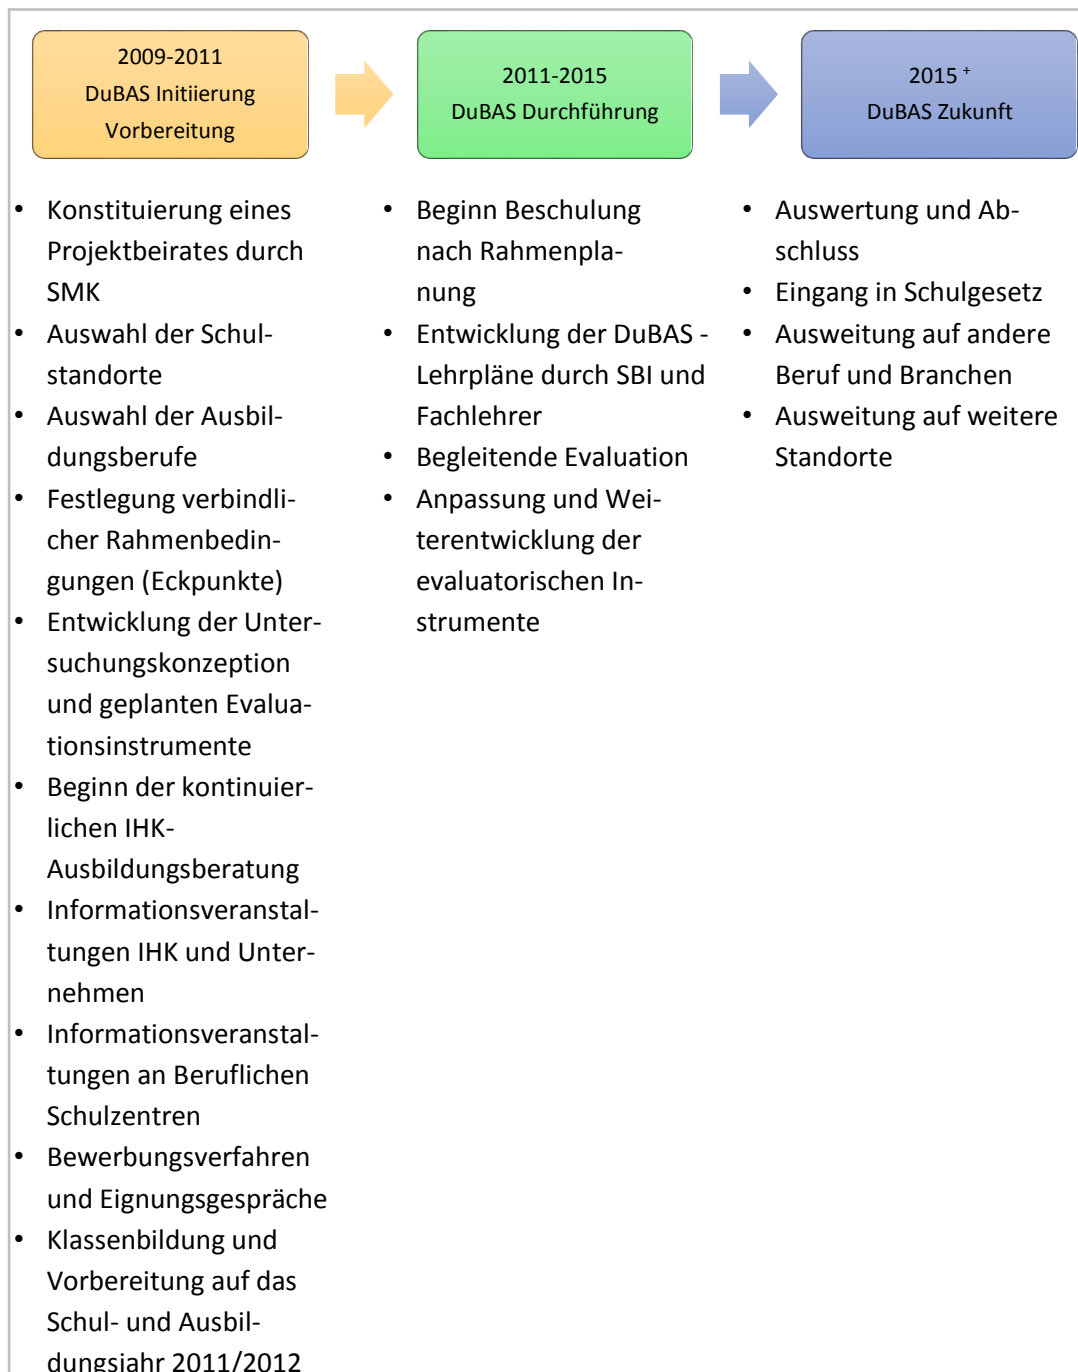 2009-2011
DuBAS Initiierung
Vorbereitung
2011-2015
DuBAS Durchführung
2015 +
DuBAS Zukunft
• Konstituierung eines
Projektbeirates durch
SMK
• Auswahl der Schul-
standorte
• Auswahl der Ausbil-
dungsberufe
• Festlegung verbindli-
cher Rahmenbedin-
gungen (Eckpunkte)
• Entwicklung der Unter-
suchungskonzeption
und geplanten Evalua-
tionsinstrumente
• Beginn der kontinuier-
lichen IHK-
Ausbildungsberatung
• Informationsveranstal-
tungen IHK und Unter-
nehmen
• Informationsveranstal-
tungen an Beruflichen
Schulzentren
• Bewerbungsverfahren
und Eignungsgespräche
• Klassenbildung und
Vorbereitung auf das
Schul- und Ausbil-
dungsjahr 2011/2012
• Beginn Beschulung
nach Rahmenpla-
nung
• Entwicklung der DuBAS -
Lehrpläne durch SBI und
Fachlehrer
• Begleitende Evaluation
• Anpassung und Wei-
terentwicklung der
evaluatorischen In-
strumente
• Auswertung und Ab-
schluss
• Eingang in Schulgesetz
• Ausweitung auf andere
Beruf und Branchen
• Ausweitung auf weitere
Standorte